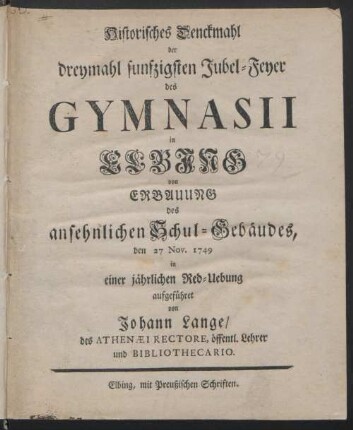 Historisches Denckmahl
der
dreymahl funfzigsten Jubel-Feyer
des
GYMNASII
in
ELBING
von
ERBAUUNG
des
ansehnlichen Schul-Gebäudes,
den 27 Nov. 1749
in
einer jährlichen Red-Uebung
aufgeführet
von
Johann Lange/
des ATHENÆI RECTORE, öffentl. Lehrer
und BIBLIOTHECARIO.
Elbing, mit Preußischen Schriften.